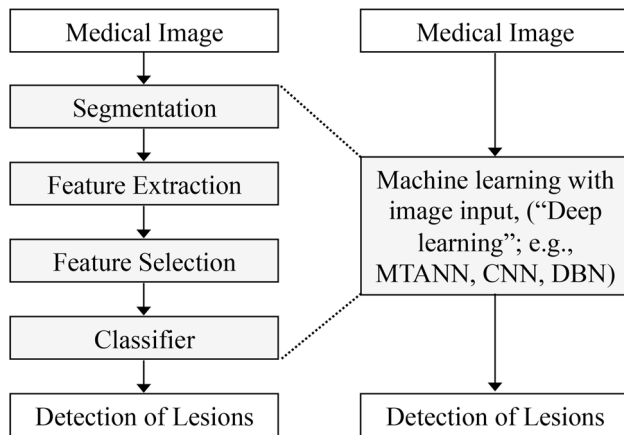 Medical Image
Segmentation
Feature Extraction
Feature Selection
Classifier
Detection of Lesions
Medical Image
Machine learning with
image input, (“Deep
learning”; e.g.,
MTANN, CNN, DBN)
Detection of Lesions